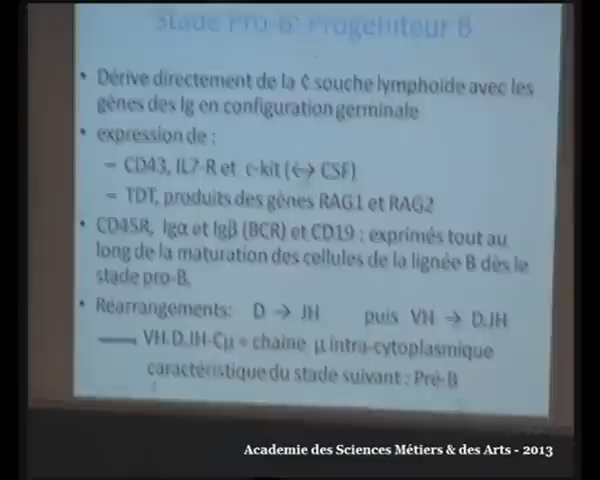 Stade Pro-B: Progeniteur B
• Dérive directement de la ¢ souche lymphoïde avec les
gènes des Ig en configuration germinale
• expression de :
– CD43, IL7-R et c-kit (↔ CSF)
– TDT, produits des gènes RAG1 et RAG2
• CD45R, Igα et Igβ (BCR) et CD19 : exprimés tout au
long de la maturation des cellules de la lignée B dès le
stade pro-B.
• Réarrangements: D → JH puis VH → D.JH
— VH.D.JH-Cμ = chaine μ intra-cytoplasmique
caractéristique du stade suivant : Pré-B
Academie des Sciences Métiers & des Arts - 2013